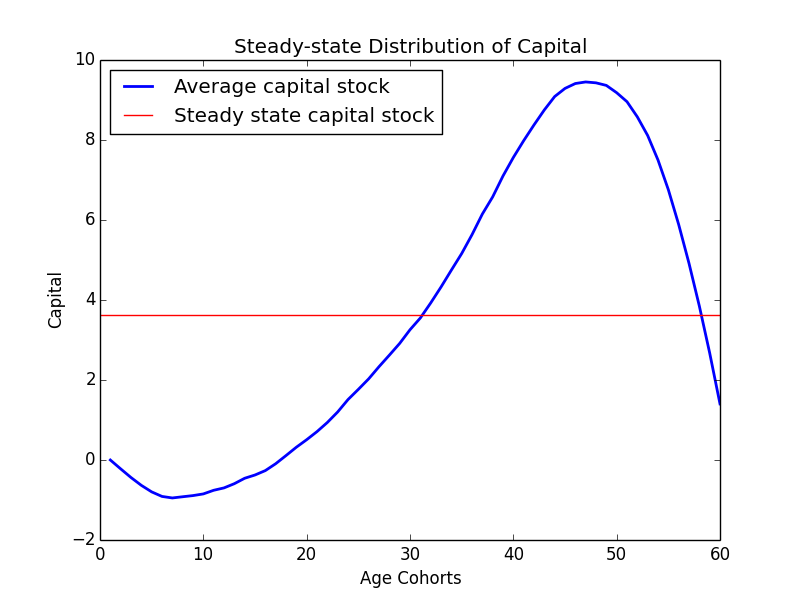 Steady-state Distribution of Capital
10
Average capital stock
Steady state capital stock
8
6
4
2
0
−2
Capital
0 10 20 30 40 50 60
Age Cohorts